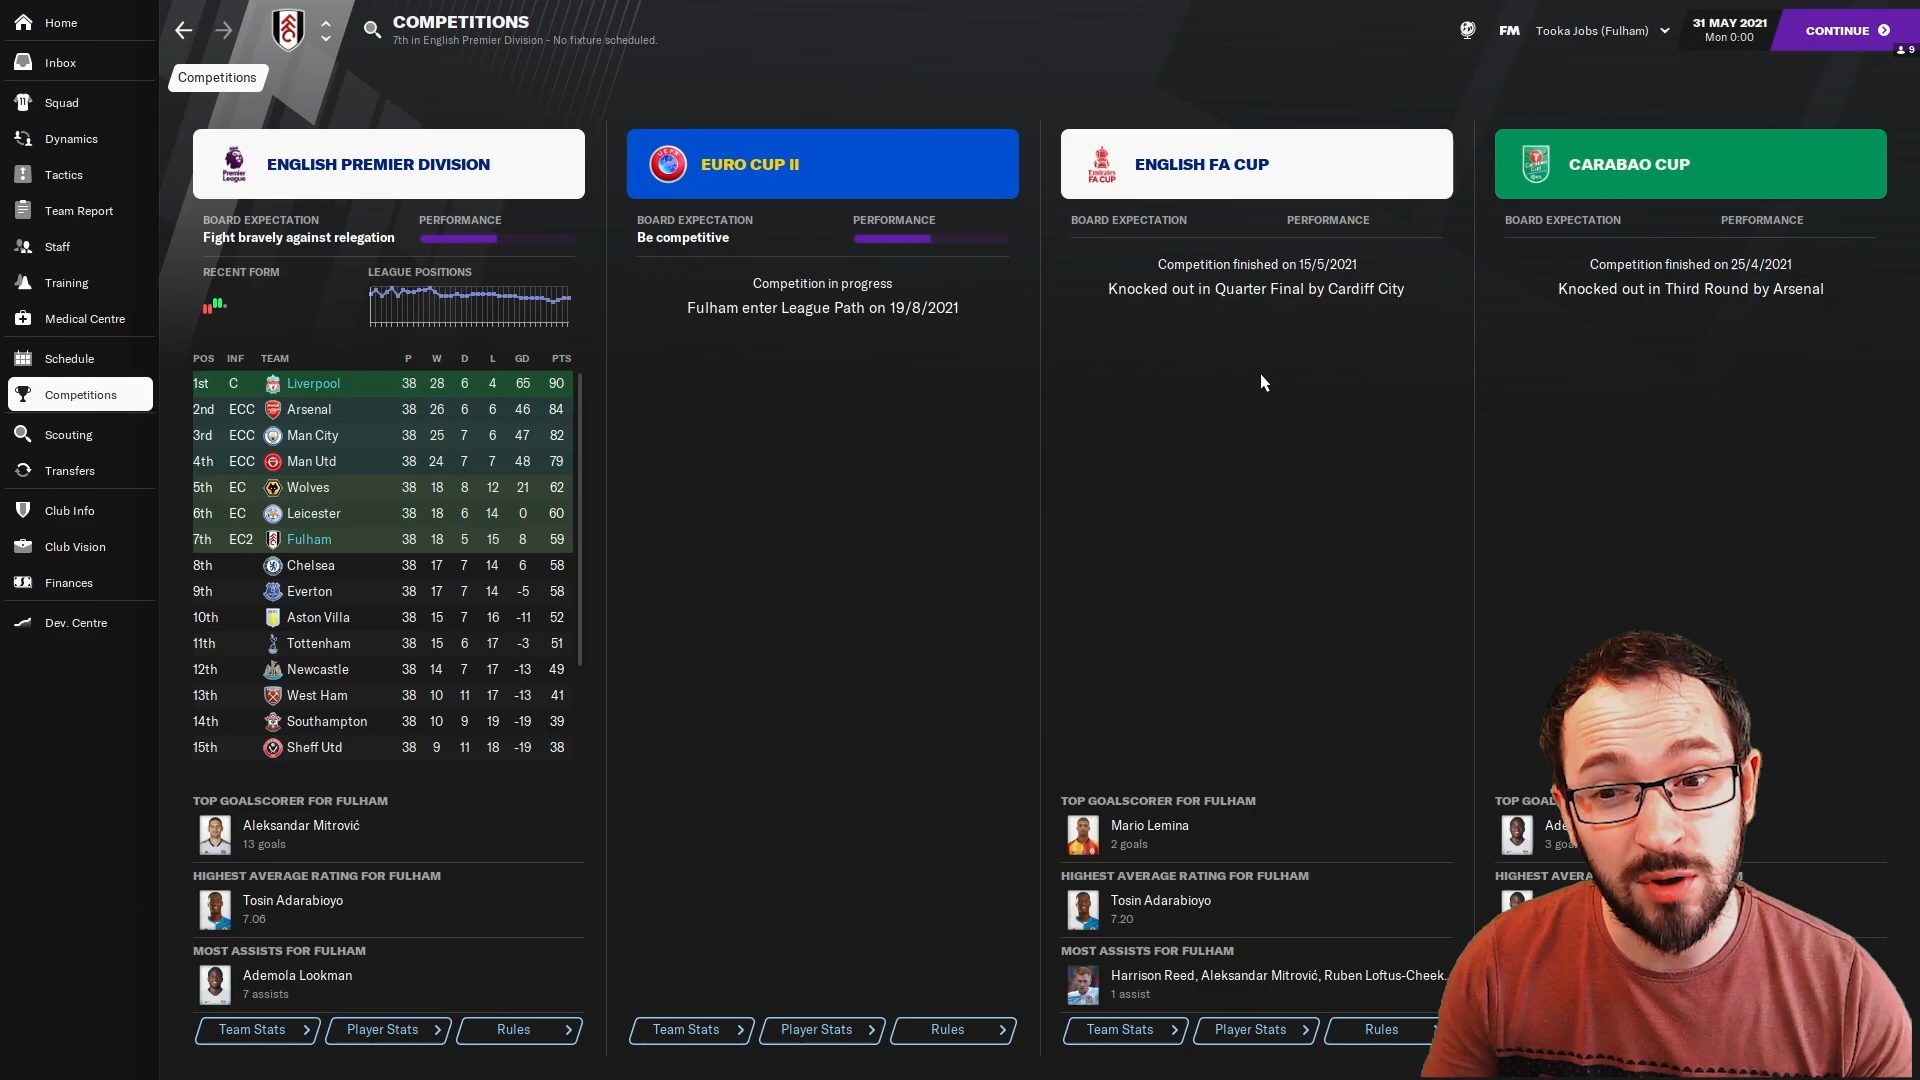 Home
Inbox
Squad
Dynamics
Tactics
Team Report
Staff
Training
Medical Centre
Schedule
Competitions
Scouting
Transfers
Club Info
Club Vision
Finances
Dev. Centre
COMPETITIONS
7th in English Premier Division - No fixture scheduled.
FM
Tooka Jobs (Fulham)
31 MAY 2021
Mon 0:00
CONTINUE
9
Competitions
Premier League
ENGLISH PREMIER DIVISION
BOARD EXPECTATION PERFORMANCE
Fight bravely against relegation
RECENT FORM LEAGUE POSITIONS
POS INF TEAM P W D L GD PTS
1st C Liverpool 38 28 6 4 65 90
2nd ECC Arsenal 38 26 6 6 46 84
3rd ECC Man City 38 25 7 6 47 82
4th ECC Man Utd 38 24 7 7 48 79
5th EC Wolves 38 18 8 12 21 62
6th EC Leicester 38 18 6 14 0 60
7th EC2 Fulham 38 18 5 15 8 59
8th Chelsea 38 17 7 14 6 58
9th Everton 38 17 7 14 -5 58
10th Aston Villa 38 15 7 16 -11 52
11th Tottenham 38 15 6 17 -3 51
12th Newcastle 38 14 7 17 -13 49
13th West Ham 38 10 11 17 -13 41
14th Southampton 38 10 9 19 -19 39
15th Sheff Utd 38 9 11 18 -19 38
TOP GOALSCORER FOR FULHAM
Aleksandar Mitrović
13 goals
HIGHEST AVERAGE RATING FOR FULHAM
Tosin Adarabioyo
7.06
MOST ASSISTS FOR FULHAM
Ademola Lookman
7 assists
Team Stats Player Stats Rules
EURO CUP II
BOARD EXPECTATION PERFORMANCE
Be competitive
Competition in progress
Fulham enter League Path on 19/8/2021
Team Stats Player Stats Rules
Emirates FA CUP
ENGLISH FA CUP
BOARD EXPECTATION PERFORMANCE
Competition finished on 15/5/2021
Knocked out in Quarter Final by Cardiff City
TOP GOALSCORER FOR FULHAM
Mario Lemina
2 goals
HIGHEST AVERAGE RATING FOR FULHAM
Tosin Adarabioyo
7.20
MOST ASSISTS FOR FULHAM
Harrison Reed, Aleksandar Mitrović, Ruben Loftus-Cheek...
1 assist
Team Stats Player Stats Rules
CARABAO CUP
BOARD EXPECTATION PERFORMANCE
Competition finished on 25/4/2021
Knocked out in Third Round by Arsenal
TOP GOAL
Ade
3 goa
HIGHEST AVERA